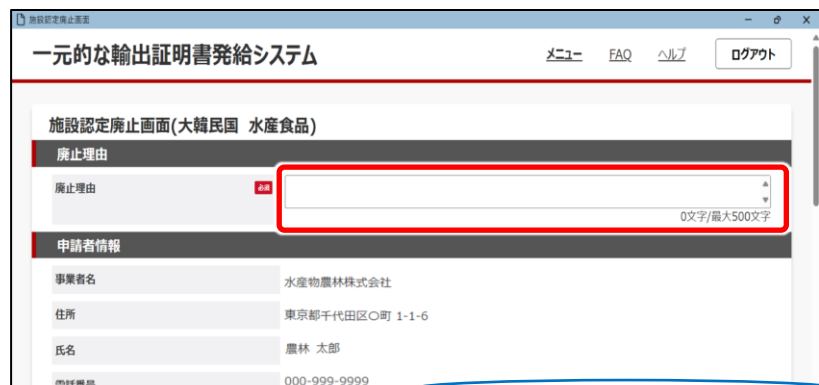 施設認定廃止画面
一元的な輸出証明書発給システム
メニュー FAQ ヘルプ ログアウト
施設認定廃止画面(大韓民国 水産食品)
廃止理由
廃止理由 必須
0文字/最大500文字
申請者情報
事業者名 水産物農林株式会社
住所 東京都千代田区〇町 1-1-6
氏名 農林 太郎
電話番号 000-999-9999